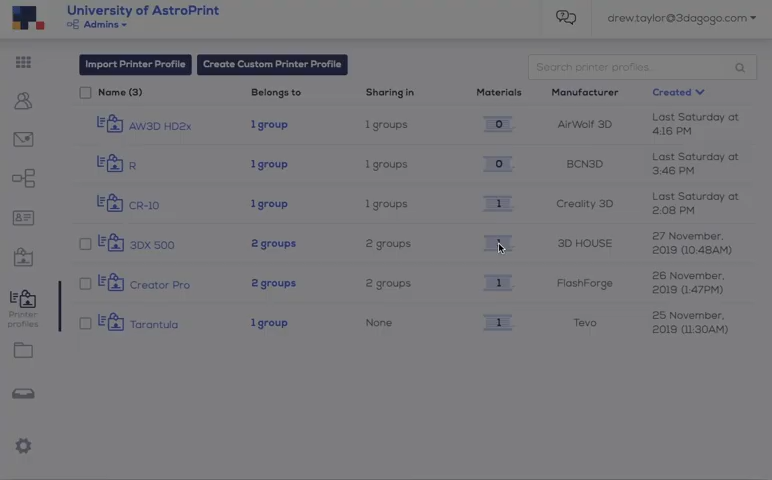 University of AstroPrint
Admins
drew.taylor@3dagogo.com
Import Printer Profile
Create Custom Printer Profile
Search printer profiles..
Name (3)
Belongs to
Sharing in
Materials
Manufacturer
Created
AW3D HD2x
1 group
1 groups
0
AirWolf 3D
Last Saturday at
4:16 PM
R
1 group
1 groups
0
BCN3D
Last Saturday at
3:46 PM
CR-10
1 group
1 groups
1
Creality 3D
Last Saturday at
2:08 PM
3DX 500
2 groups
2 groups
1
3D HOUSE
27 November,
2019 (10:48AM)
Creator Pro
2 groups
2 groups
1
FlashForge
26 November,
2019 (1:47PM)
Tarantula
1 group
None
1
Tevo
25 November,
2019 (11:30AM)
Printer
profiles